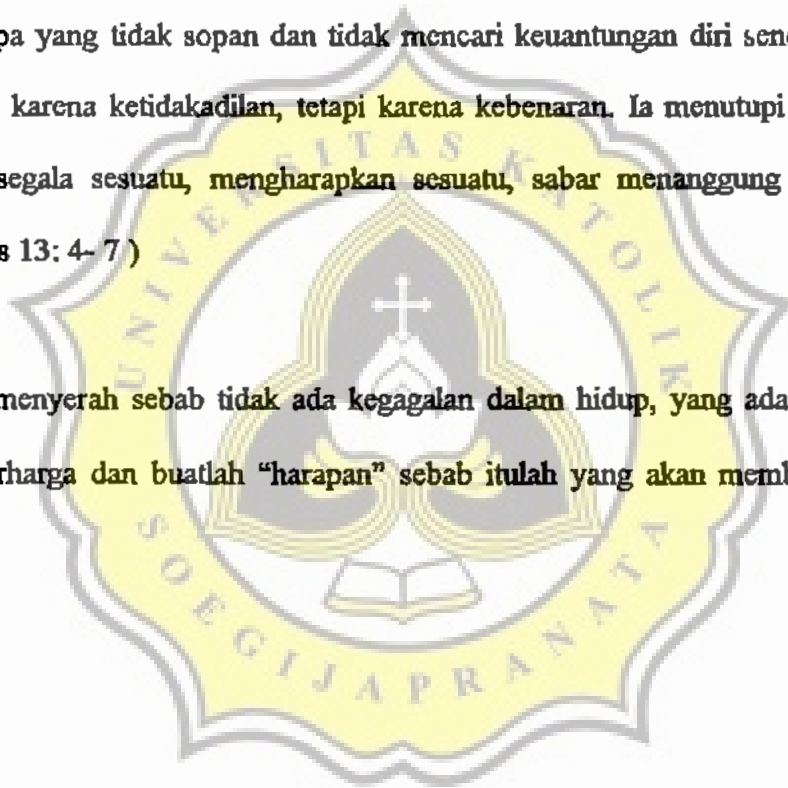 pa yang tidak sopan dan tidak mencari keuantungan diri send
karena ketidakadilan, tetapi karena kebenaran. Ia menutupi
segala sesuatu, mengharapkan sesuatu, sabar menanggung
s 13: 4- 7 )
menyerah sebab tidak ada kegagalan dalam hidup, yang ada
rharga dan buatlah “harapan” sebab itulah yang akan meml
UNIVERSITAS KATOLIK
SOEGIJAPRANATA